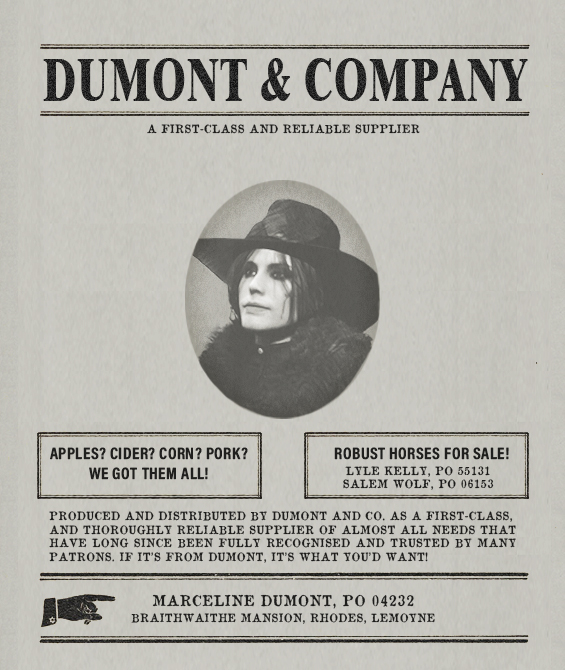 DUMONT & COMPANY
A FIRST-CLASS AND RELIABLE SUPPLIER
APPLES? CIDER? CORN? PORK?
WE GOT THEM ALL!
ROBUST HORSES FOR SALE!
LYLE KELLY, PO 55131
SALEM WOLF, PO 06153
PRODUCED AND DISTRIBUTED BY DUMONT AND CO. AS A FIRST-CLASS,
AND THOROUGHLY RELIABLE SUPPLIER OF ALMOST ALL NEEDS THAT
HAVE LONG SINCE BEEN FULLY RECOGNISED AND TRUSTED BY MANY
PATRONS. IF IT'S FROM DUMONT, IT'S WHAT YOU'D WANT!
MARCELINE DUMONT, PO 04232
BRAITHWAITHE MANSION, RHODES, LEMOYNE